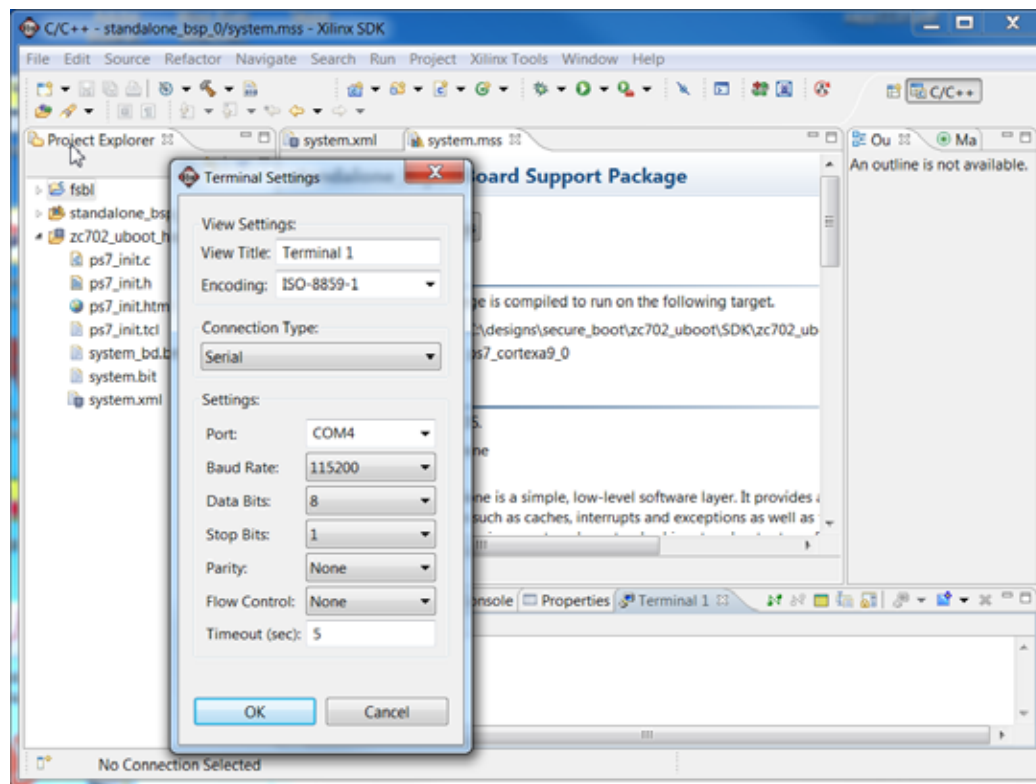 C/C++ - standalone_bsp_0/system.mss - Xilinx SDK
File Edit Source Refactor Navigate Search Run Project Xilinx Tools Window Help
C/C++
Project Explorer
system.xml
system.mss
Ou
Ma
An outline is not available.
fsbl
standalone_bsp
zc702_uboot_h
ps7_init.c
ps7_init.h
ps7_init.htm
ps7_init.tcl
system_bd.b
system.bit
system.xml
Board Support Package
ge is compiled to run on the following target.
C:\designs\secure_boot\zc702_uboot\SDK\zc702_ub
ps7_cortexa9_0
ne
ne is a simple, low-level software layer. It provides a
such as caches, interrupts and exceptions as well as
Terminal Settings
View Settings:
View Title: Terminal 1
Encoding: ISO-8859-1
Connection Type:
Serial
Settings:
Port: COM4
Baud Rate: 115200
Data Bits: 8
Stop Bits: 1
Parity: None
Flow Control: None
Timeout (sec): 5
OK Cancel
onsole Properties Terminal 1
No Connection Selected